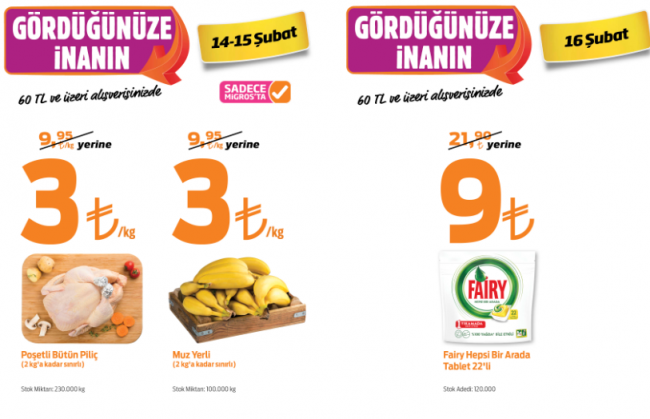 GÖRDÜĞÜNÜZE
İNANIN
14-15 Şubat
60 TL ve üzeri alışverişinizde
SADECE
MİGROS'TA
9,95 ₺/kg yerine
3 ₺/kg
Poşetli Bütün Piliç
(2 kg'a kadar sınırlı)
Stok Miktarı: 230.000 kg
9,95 ₺/kg yerine
3 ₺/kg
Muz Yerli
(2 kg'a kadar sınırlı)
Stok Miktarı: 100.000 kg
GÖRDÜĞÜNÜZE
İNANIN
16 Şubat
60 TL ve üzeri alışverişinizde
21,90 ₺ yerine
9 ₺
FAIRY
Fairy Hepsi Bir Arada
Tablet 22'li
Stok Adedi: 120.000